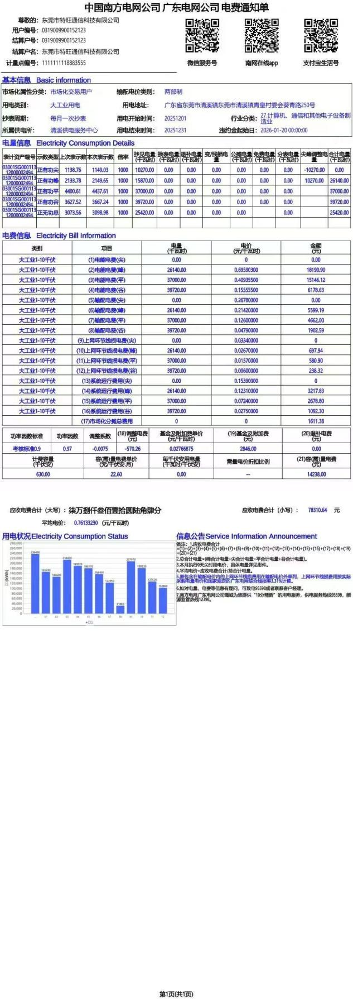 中国南方电网公司 广东电网公司 电费通知单
尊敬的： 东莞市特旺通信科技有限公司
用户编号： 0319009900152123
结算户号： 0319009900152123
结算户名： 东莞市特旺通信科技有限公司
计量点编号： 1111111118883555
微信服务号 南网在线app 支付宝生活号
基本信息 Basic information
市场化属性分类： 市场化交易用户 输配电价类别： 两部制
用电类别： 大工业用电 用电地址： 广东省东莞市清溪镇东莞市清溪镇青皇村委会葵青路250号
抄表周期： 每月一次抄表 用电开始时间： 20251201 行业分类： 27.计算机、通信和其他电子设备制造业
所属供电所： 清溪供电服务中心 用电结束时间： 20251231 违约金起始日： 2026-01-20 00:00:00
电量信息 Electricity Consumption Details
表计资产编号 示数类型 上次表示数 本次表示数 倍率 抄见电量(千瓦时) 换表电量(千瓦时) 退补电量(千瓦时) 变/线损电量 公摊电量(千瓦时) 免费电量(千瓦时) 分表电量(千瓦时) 尖峰调整电量 合计电量(千瓦时)
03001SG00011312000002494 正有功尖 1138.76 1149.03 1000 10270.00 0.00 0.00 0.00 0.00 0.00 0.00 -10270.00 0.00
03001SG00011312000002494 正有功峰 2133.78 2149.65 1000 15870.00 0.00 0.00 0.00 0.00 0.00 0.00 10270.00 26140.00
03001SG00011312000002494 正有功平 4400.61 4437.61 1000 37000.00 0.00 0.00 0.00 0.00 0.00 0.00 37000.00
03001SG00011312000002494 正有功谷 3627.52 3667.24 1000 39720.00 0.00 0.00 0.00 0.00 0.00 0.00 39720.00
03001SG00011312000002494 正无功总 3073.56 3098.98 1000 25420.00 0.00 0.00 0.00 0.00 0.00 25420.00
电费信息 Electricity Bill Information
类别 项目 电量(千瓦时) 电价(元/千瓦时) 金额(元)
大工业1-10千伏 (1)电能电费(尖) 0.00 0 0.00
大工业1-10千伏 (2)电能电费(峰) 26140.00 0.69590300 18190.90
大工业1-10千伏 (3)电能电费(平) 37000.00 0.40935500 15146.12
大工业1-10千伏 (4)电能电费(谷) 39720.00 0.15555500 6178.63
大工业1-10千伏 (5)输配电费(尖) 0.00 0.26780000 0.00
大工业1-10千伏 (6)输配电费(峰) 26140.00 0.21420000 5599.19
大工业1-10千伏 (7)输配电费(平) 37000.00 0.12600000 4662.00
大工业1-10千伏 (8)输配电费(谷) 39720.00 0.04790000 1902.59
大工业1-10千伏 (9)上网环节线损电费(尖) 0.00 0.03340000 0
大工业1-10千伏 (10)上网环节线损电费(峰) 26140.00 0.02670000 697.94
大工业1-10千伏 (11)上网环节线损电费(平) 37000.00 0.01570000 580.90
大工业1-10千伏 (12)上网环节线损电费(谷) 39720.00 0.00600000 238.32
大工业1-10千伏 (13)系统运行费用(尖) 0.00 0.15390000 0
大工业1-10千伏 (14)系统运行费用(峰) 26140.00 0.12310000 3217.83
大工业1-10千伏 (15)系统运行费用(平) 37000.00 0.07240000 2678.80
大工业1-10千伏 (16)系统运行费用(谷) 39720.00 0.02750000 1092.30
(17)市场化分摊总费用 0 0 1611.38
功率因数标准 功率因数 调整系数 (18)调整电费(元) 基金及附加费单价(元/千瓦时) (19)基金及附加费(元) (20)退补电费(元)
考核标准0.9 0.97 -0.0075 -570.26 0.02766875 2846.00 0.00
计费容量(千伏安) 容(需)量电费单价(元/千伏安.月) 每千伏安用电量(千瓦时/千伏安) 需量电价折扣比例 (21)容(需)量电费(元)
630.00 22.60 0.00 -- 14238.00
应收电费合计（大写）： 柒万捌仟叁佰壹拾圆陆角肆分 应收电费合计（小写）： 78310.64 元
平均电价： 0.76133230 (元/千瓦时)
用电状况Electricity Consumption Status
280,000
260,000
240,000
220,000
200,000
180,000
160,000
140,000
120,000
100,000
80,000
60,000
40,000
20,000
0
(kWh)
236490 165690 146600 214430 189528 180170 156450 122950 31460 207970 180930 127620 102860
... 01 02 03 04 05 06 07 08 09 10 11 12
信息公告Service Information Announcement
备注：1.应收电费合计
=(1)+(2)+(3)+(4)+(5)+(6)+(7)+(8)+(9)+(10)+(11)+(12)+(13)+(14)+(15)+(16)+(17)+(18)+(19)
+(20)+(21)
2.总合计电量=(峰合计电量+尖合计电量+平合计电量+谷合计电量)。
3.本月执行0天尖时段电价，具体电量详见附件。
4.平均电价=应收电费合计/总合计电量。
5.原包含在输配电价内的上网环节线损费用在输配电价外单列，上网环节线损费用按实际
采购电量电价和国家规定的广东电网综合线损率3.31%计算。
6.如对电量、电费等信息有疑问，可致电95598或者联系客户经理。
7.南方电网广东电网公司竭诚为您提供“10分精新”的用电服务，供电服务热线95598，能
源监管热线12398。
第1页(共1页)